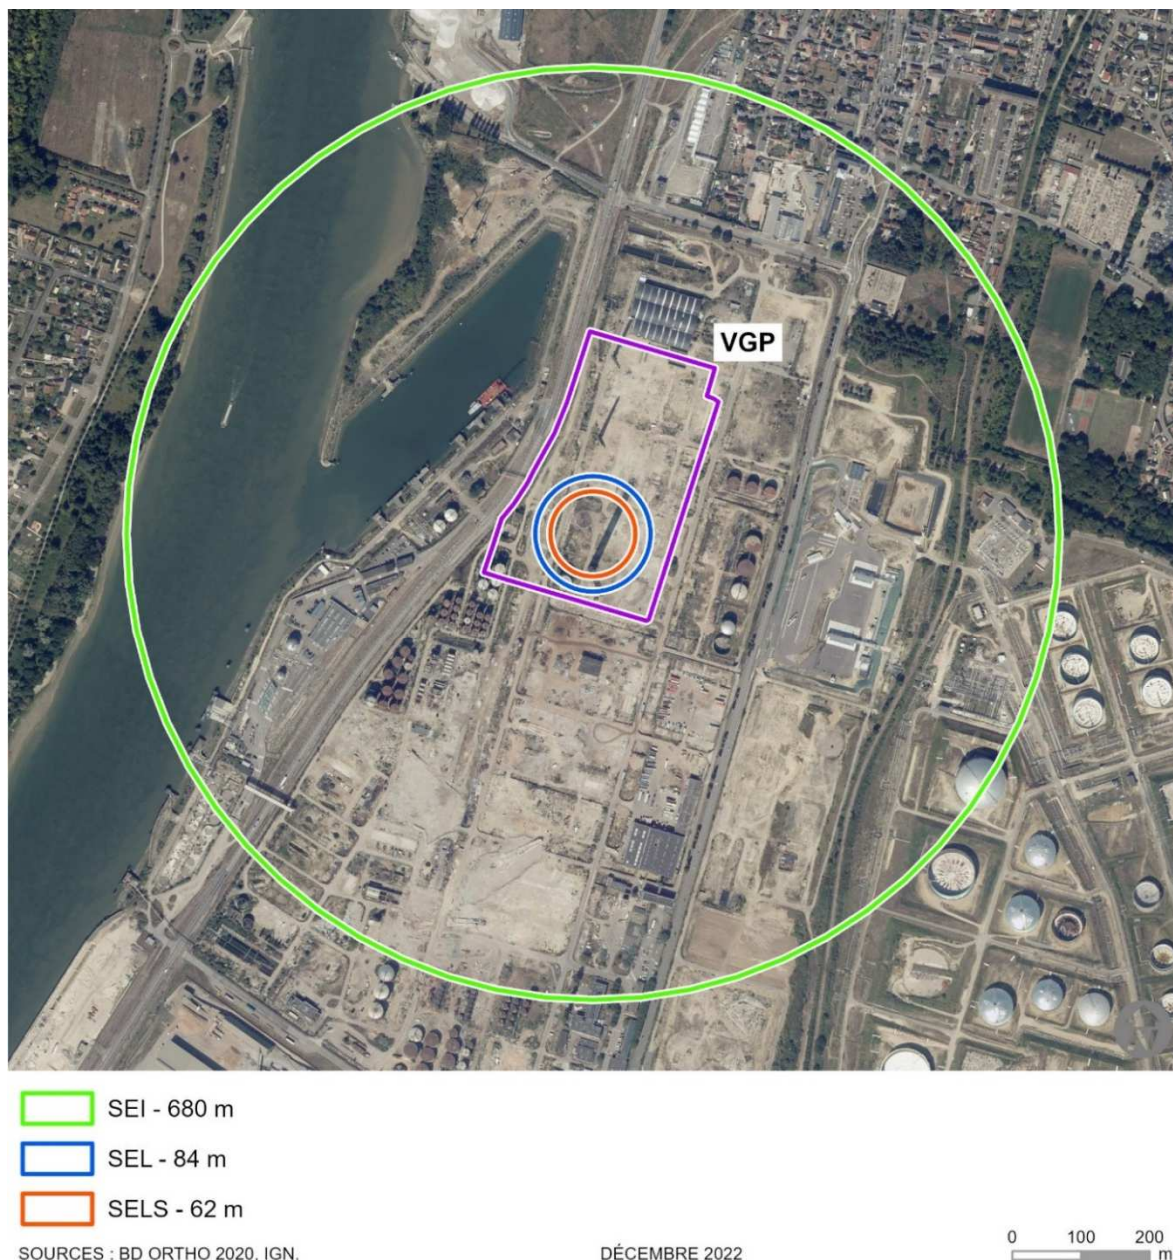 VGP
SEI - 680 m
SEL - 84 m
SELS - 62 m
0 100 200
m
SOURCES : BD ORTHO 2020, IGN.
DÉCEMBRE 2022